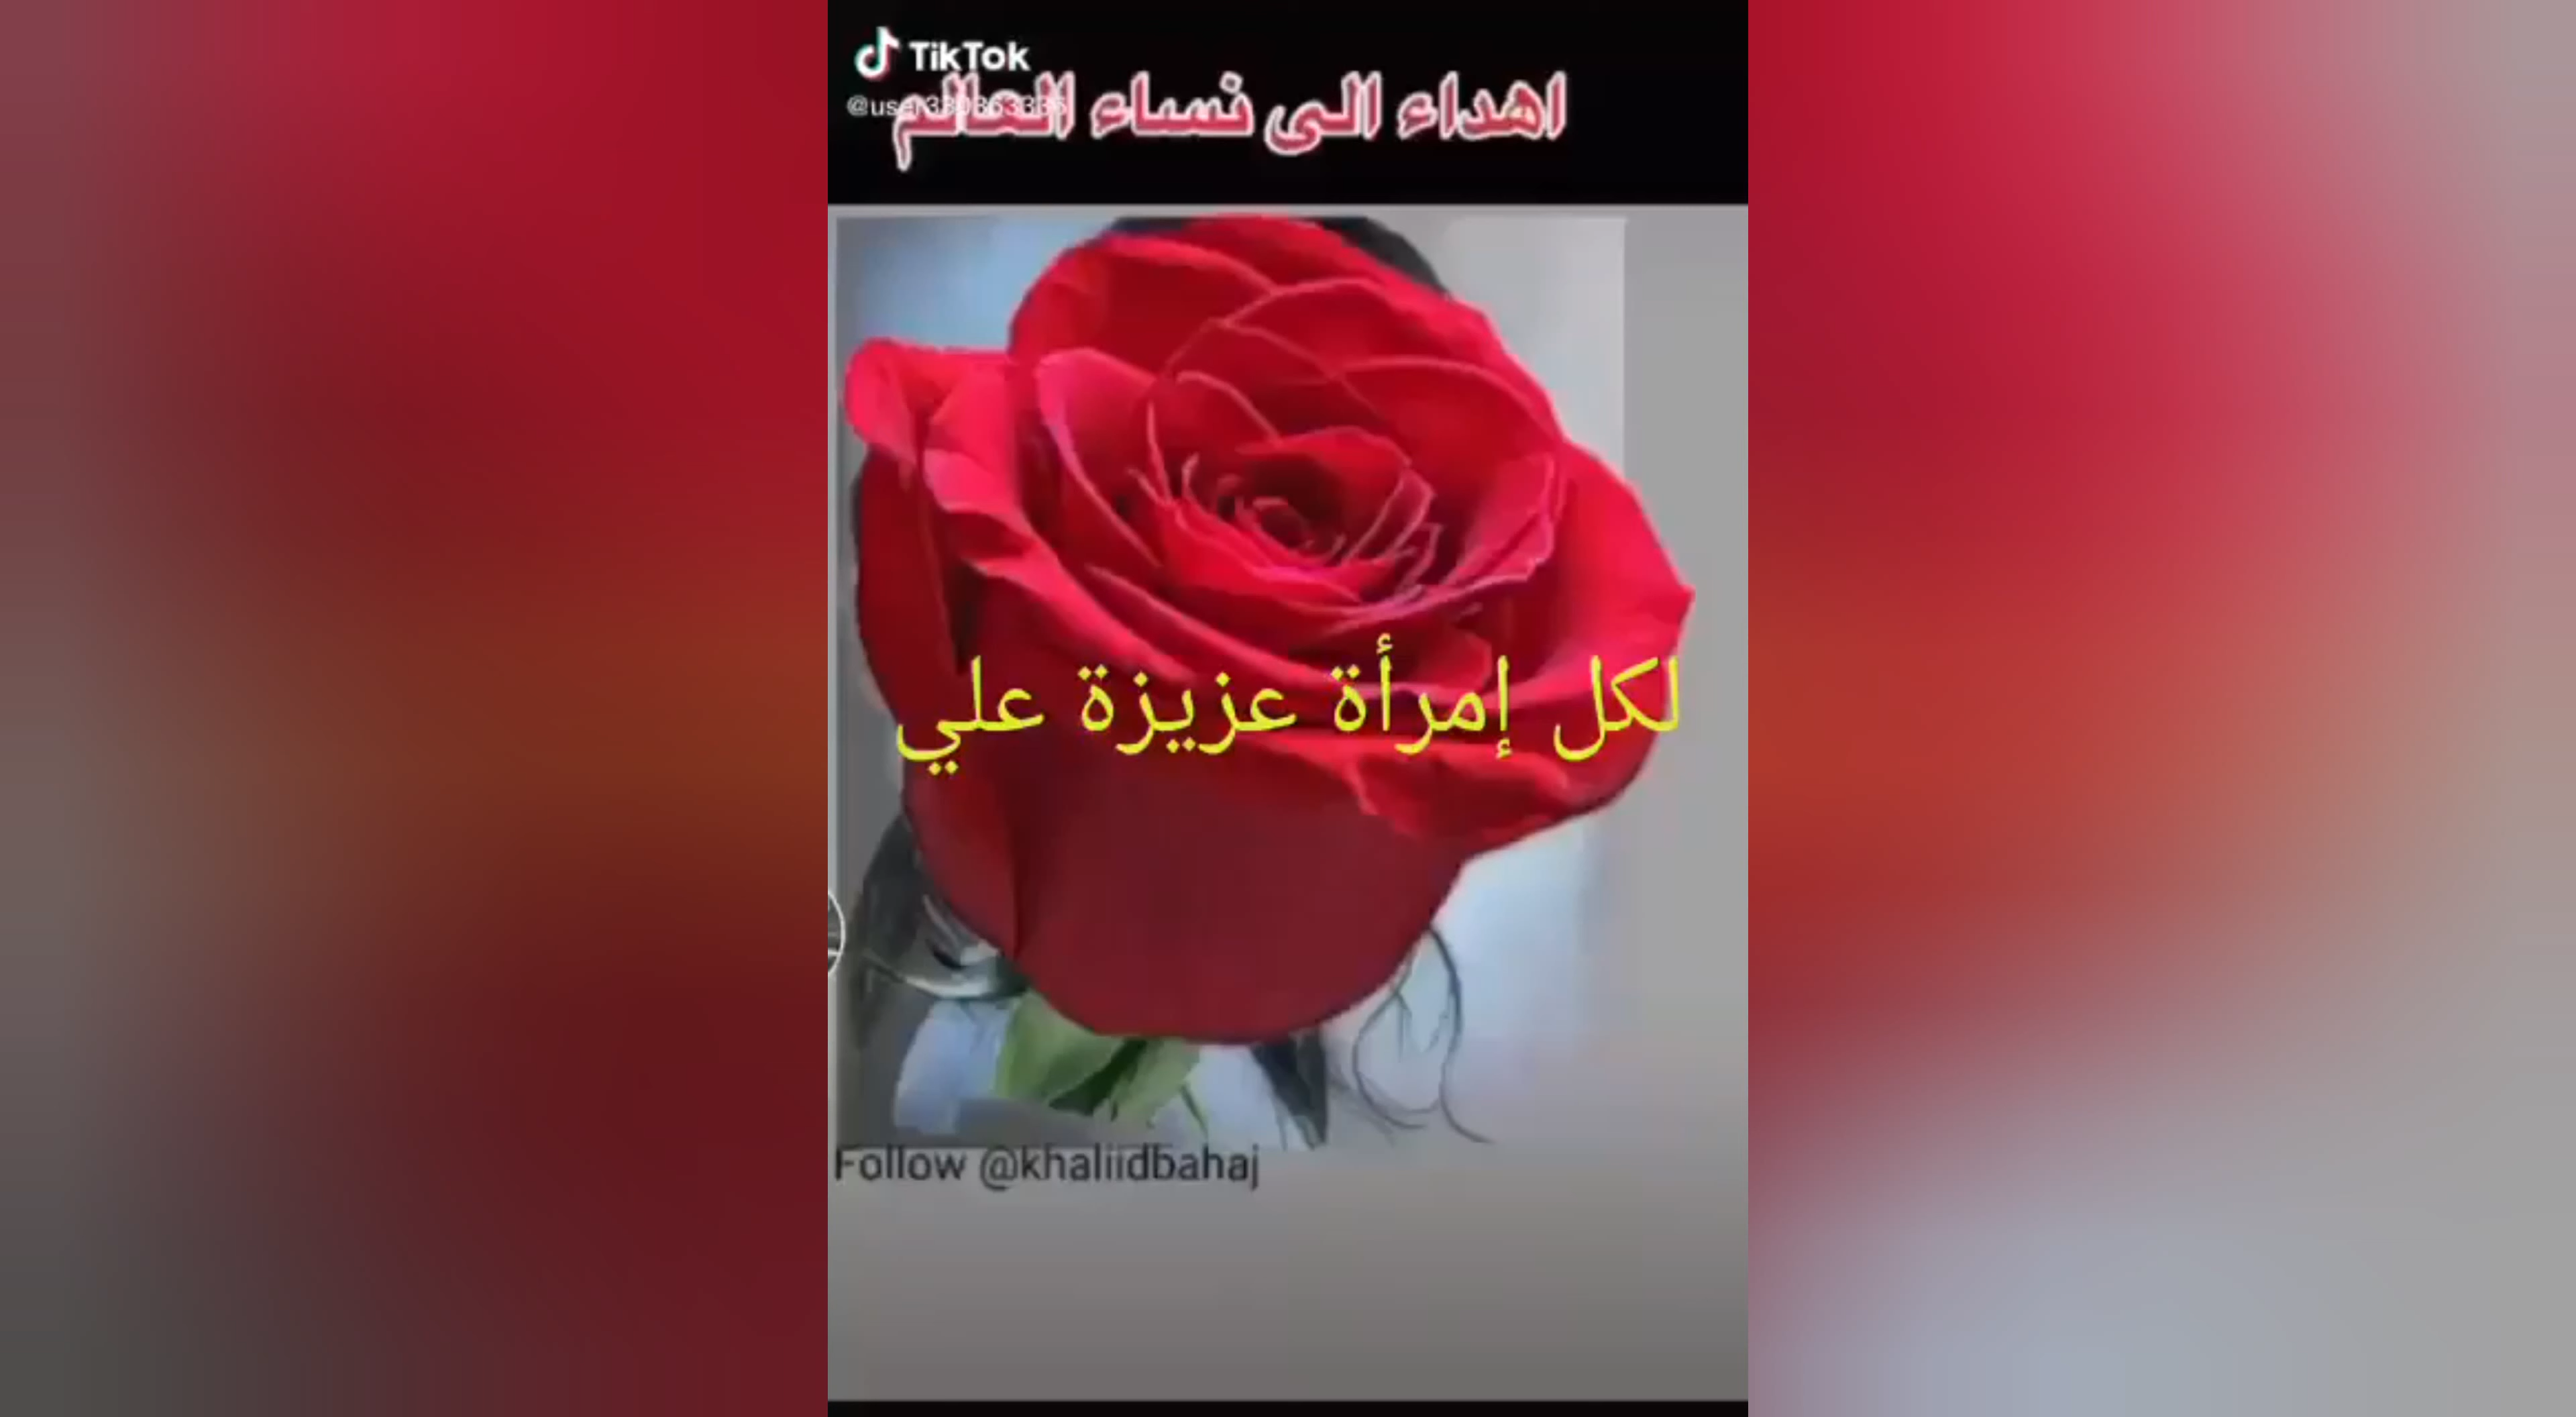 TikTok
اهداء الى نساء العالم
لكل إمرأة عزيزة علي
Follow @khaliidbahaj